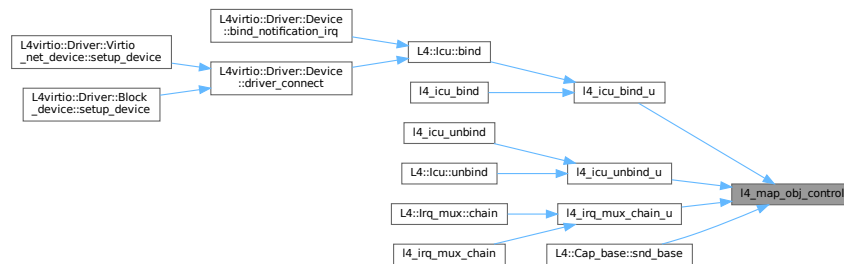 L4virtio::Driver::Device
::bind_notification_irq
L4virtio::Driver::Virtio
_net_device::setup_device
L4::Icu::bind
L4virtio::Driver::Device
::driver_connect
L4virtio::Driver::Block
_device::setup_device
l4_icu_bind
l4_icu_bind_u
l4_icu_unbind
L4::Icu::unbind
l4_icu_unbind_u
l4_map_obj_control
L4::Irq_mux::chain
l4_irq_mux_chain_u
l4_irq_mux_chain
L4::Cap_base::snd_base